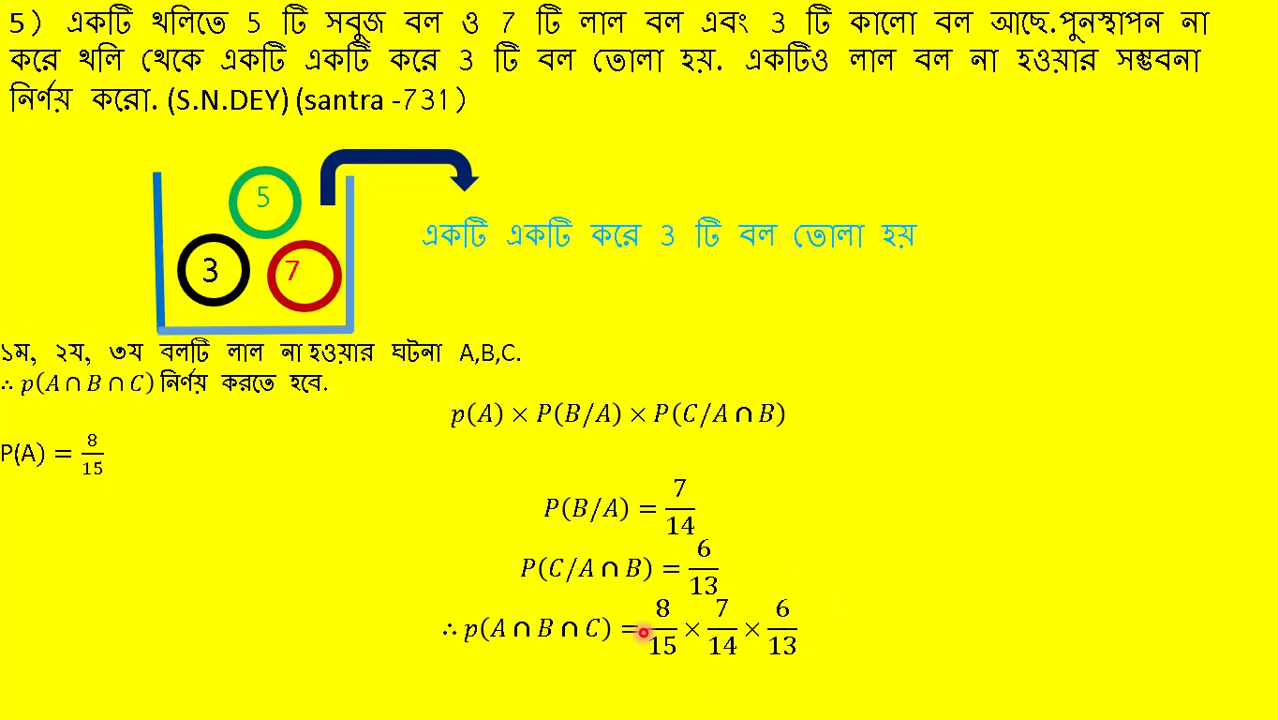 5) একটি থলিতে 5 টি সবুজ বল ও 7 টি লাল বল এবং 3 টি কালো বল আছে.পুনস্থাপন না
করে থলি থেকে একটি একটি করে 3 টি বল তোলা হয়. একটিও লাল বল না হওয়ার সম্ভবনা
নির্ণয় করো. (S.N.DEY) (santra -731)
5
3 7
একটি একটি করে 3 টি বল তোলা হয়
১ম, ২য, ৩য বলটি লাল না হওয়ার ঘটনা A,B,C.
∴ p(A∩B∩C) নির্ণয় করতে হবে.
p(A) × P(B/A) × P(C/A∩B)
P(A) = 8/15
P(B/A) = 7/14
P(C/A∩B) = 6/13
∴ p(A∩B∩C) = 8/15 × 7/14 × 6/13